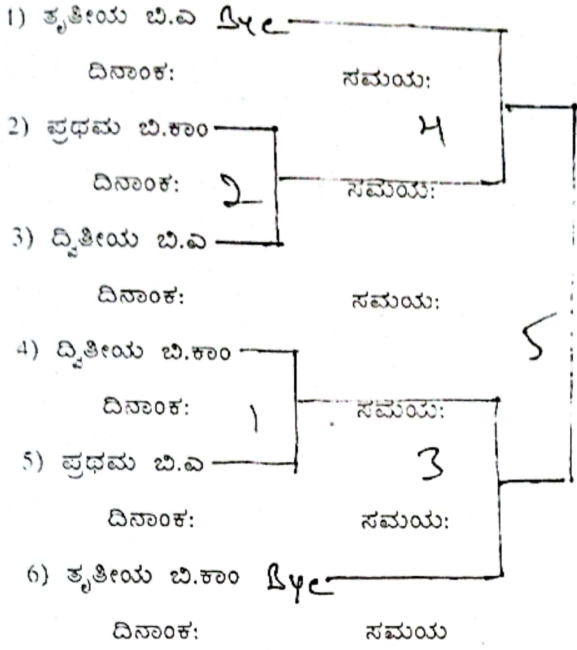 1) ತೃತೀಯ ಬಿ.ಎ Bye
ದಿನಾಂಕ: ಸಮಯ:
2) ಪ್ರಥಮ ಬಿ.ಕಾಂ 4
ದಿನಾಂಕ: 2 ಸಮಯ:
3) ದ್ವಿತೀಯ ಬಿ.ಎ
ದಿನಾಂಕ: ಸಮಯ:
5
4) ದ್ವಿತೀಯ ಬಿ.ಕಾಂ
ದಿನಾಂಕ: 1 ಸಮಯ:
5) ಪ್ರಥಮ ಬಿ.ಎ 3
ದಿನಾಂಕ: ಸಮಯ:
6) ತೃತೀಯ ಬಿ.ಕಾಂ Bye
ದಿನಾಂಕ: ಸಮಯ